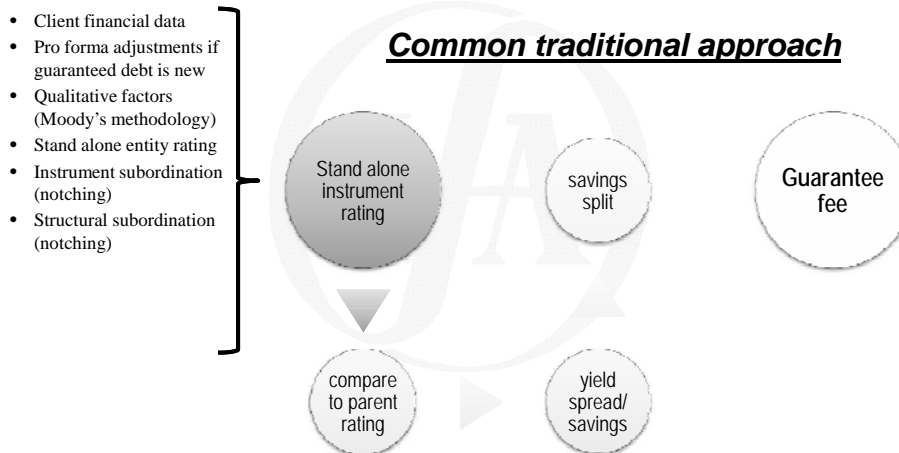 Common traditional approach
• Client financial data
• Pro forma adjustments if
guaranteed debt is new
• Qualitative factors
(Moody's methodology)
• Stand alone entity rating
• Instrument subordination
(notching)
• Structural subordination
(notching)
Stand alone
instrument
rating
compare
to parent
rating
yield
spread/
savings
savings
split
Guarantee
fee